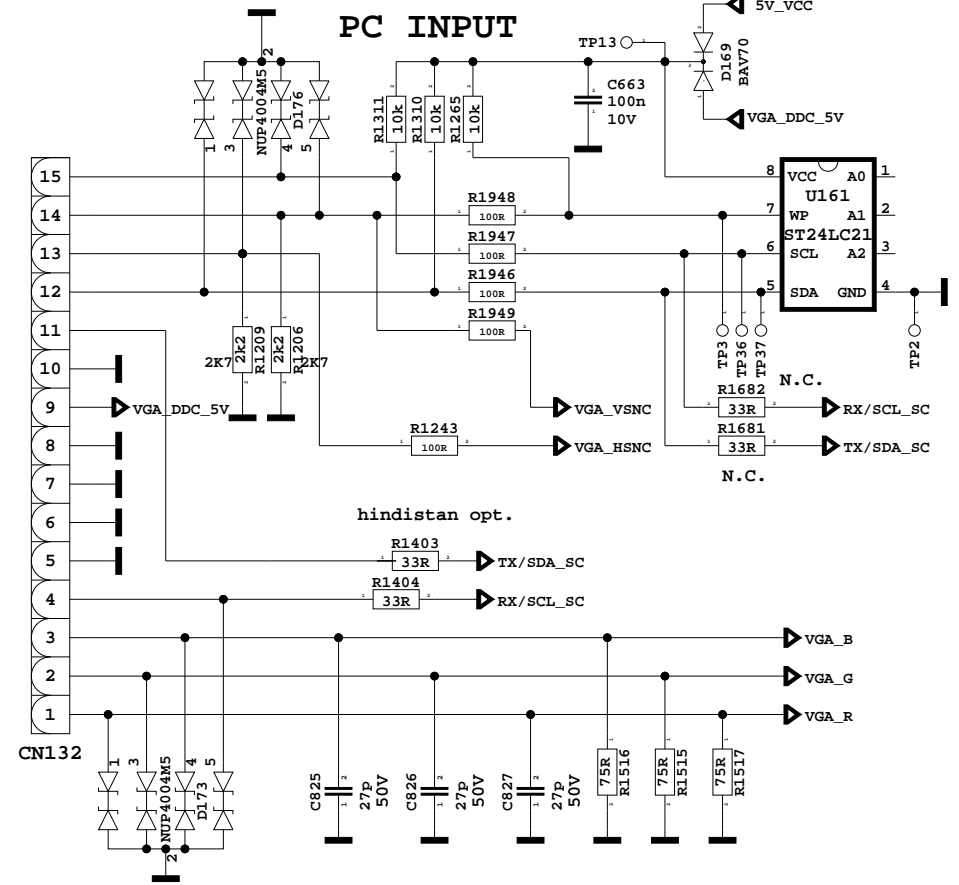 5V_VCC
PC INPUT
TP13
D169
BAV70
2
NUP4004M5
D176
1
3
4
5
R1311
10k
R1310
10k
R1265
10k
C663
100n
10V
VGA_DDC_5V
15
14
13
12
11
10
9
8
7
6
5
4
3
2
1
CN132
R1948
100R
R1947
100R
R1946
100R
R1949
100R
8 VCC A0 1
U161
7 WP A1 2
ST24LC21
6 SCL A2 3
5 SDA GND 4
2K7
2k2
R1209
2k2
R1206
2K7
TP3
TP36
TP37
TP2
N.C.
R1682
33R
RX/SCL_SC
R1681
33R
TX/SDA_SC
N.C.
VGA_DDC_5V
VGA_VSNC
R1243
100R
VGA_HSNC
hindistan opt.
R1403
33R
TX/SDA_SC
R1404
33R
RX/SCL_SC
VGA_B
VGA_G
VGA_R
1
3
NUP4004M5
4
D173
5
2
C825
27p
50V
C826
27p
50V
C827
27p
50V
75R
R1516
75R
R1515
75R
R1517